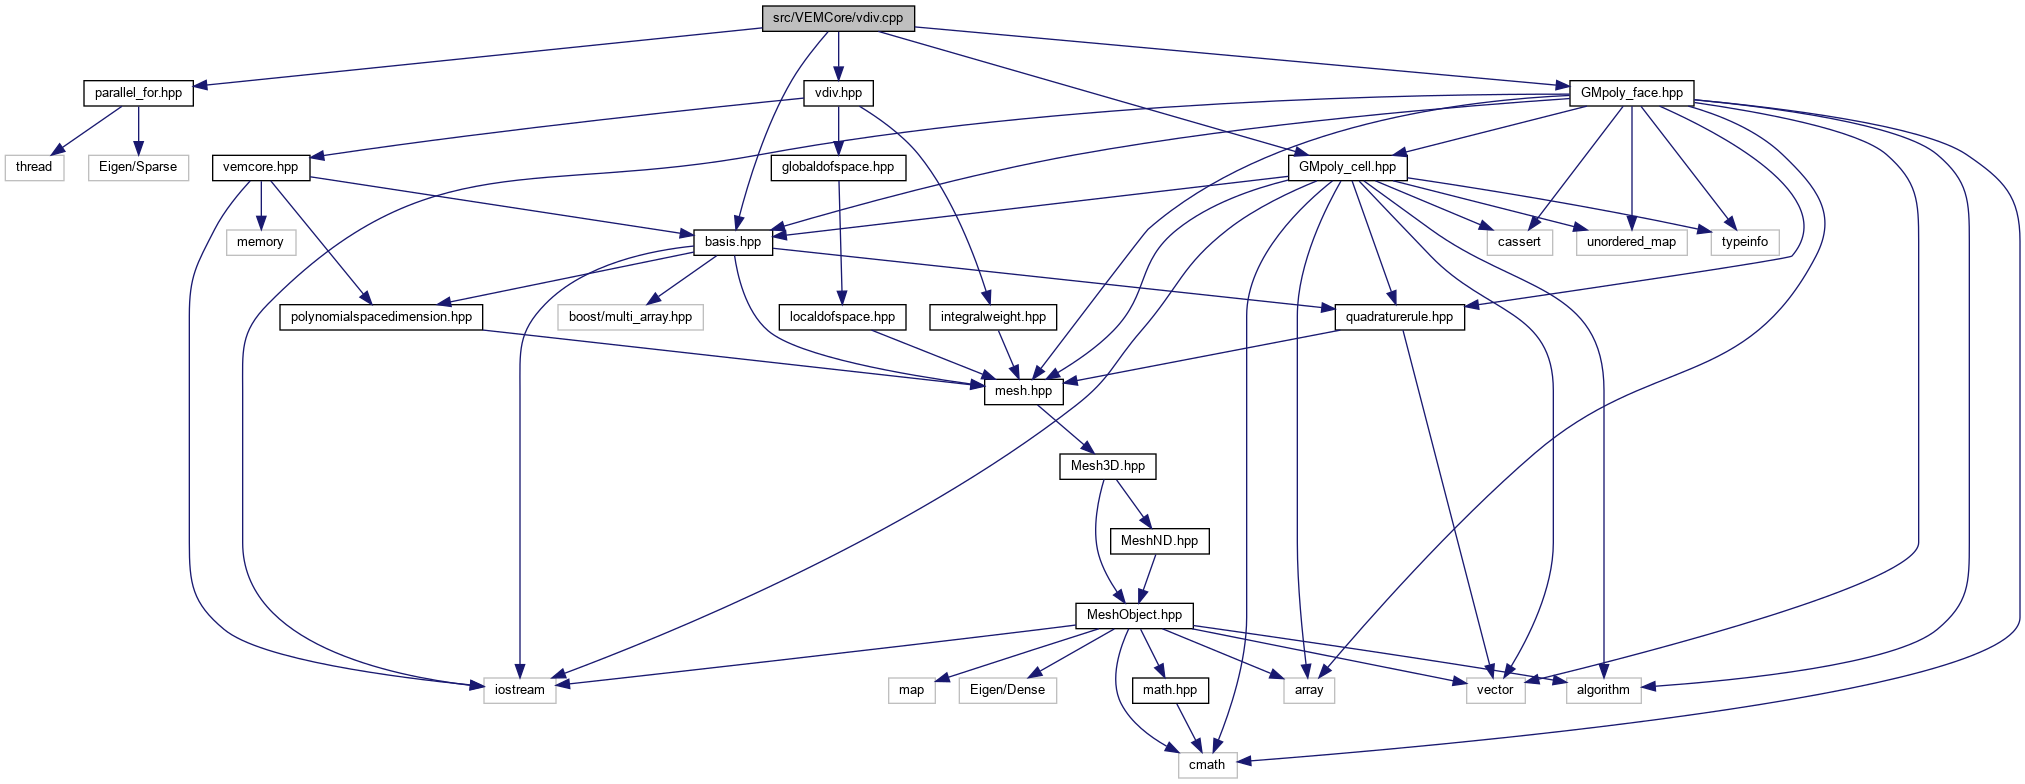 src/VEMCore/vdiv.cpp
parallel_for.hpp
vdiv.hpp
GMpoly_face.hpp
thread
Eigen/Sparse
vemcore.hpp
globaldofspace.hpp
GMpoly_cell.hpp
memory
basis.hpp
cassert
unordered_map
typeinfo
polynomialspacedimension.hpp
boost/multi_array.hpp
localdofspace.hpp
integralweight.hpp
quadraturerule.hpp
mesh.hpp
Mesh3D.hpp
MeshND.hpp
MeshObject.hpp
iostream
map
Eigen/Dense
math.hpp
array
vector
algorithm
cmath